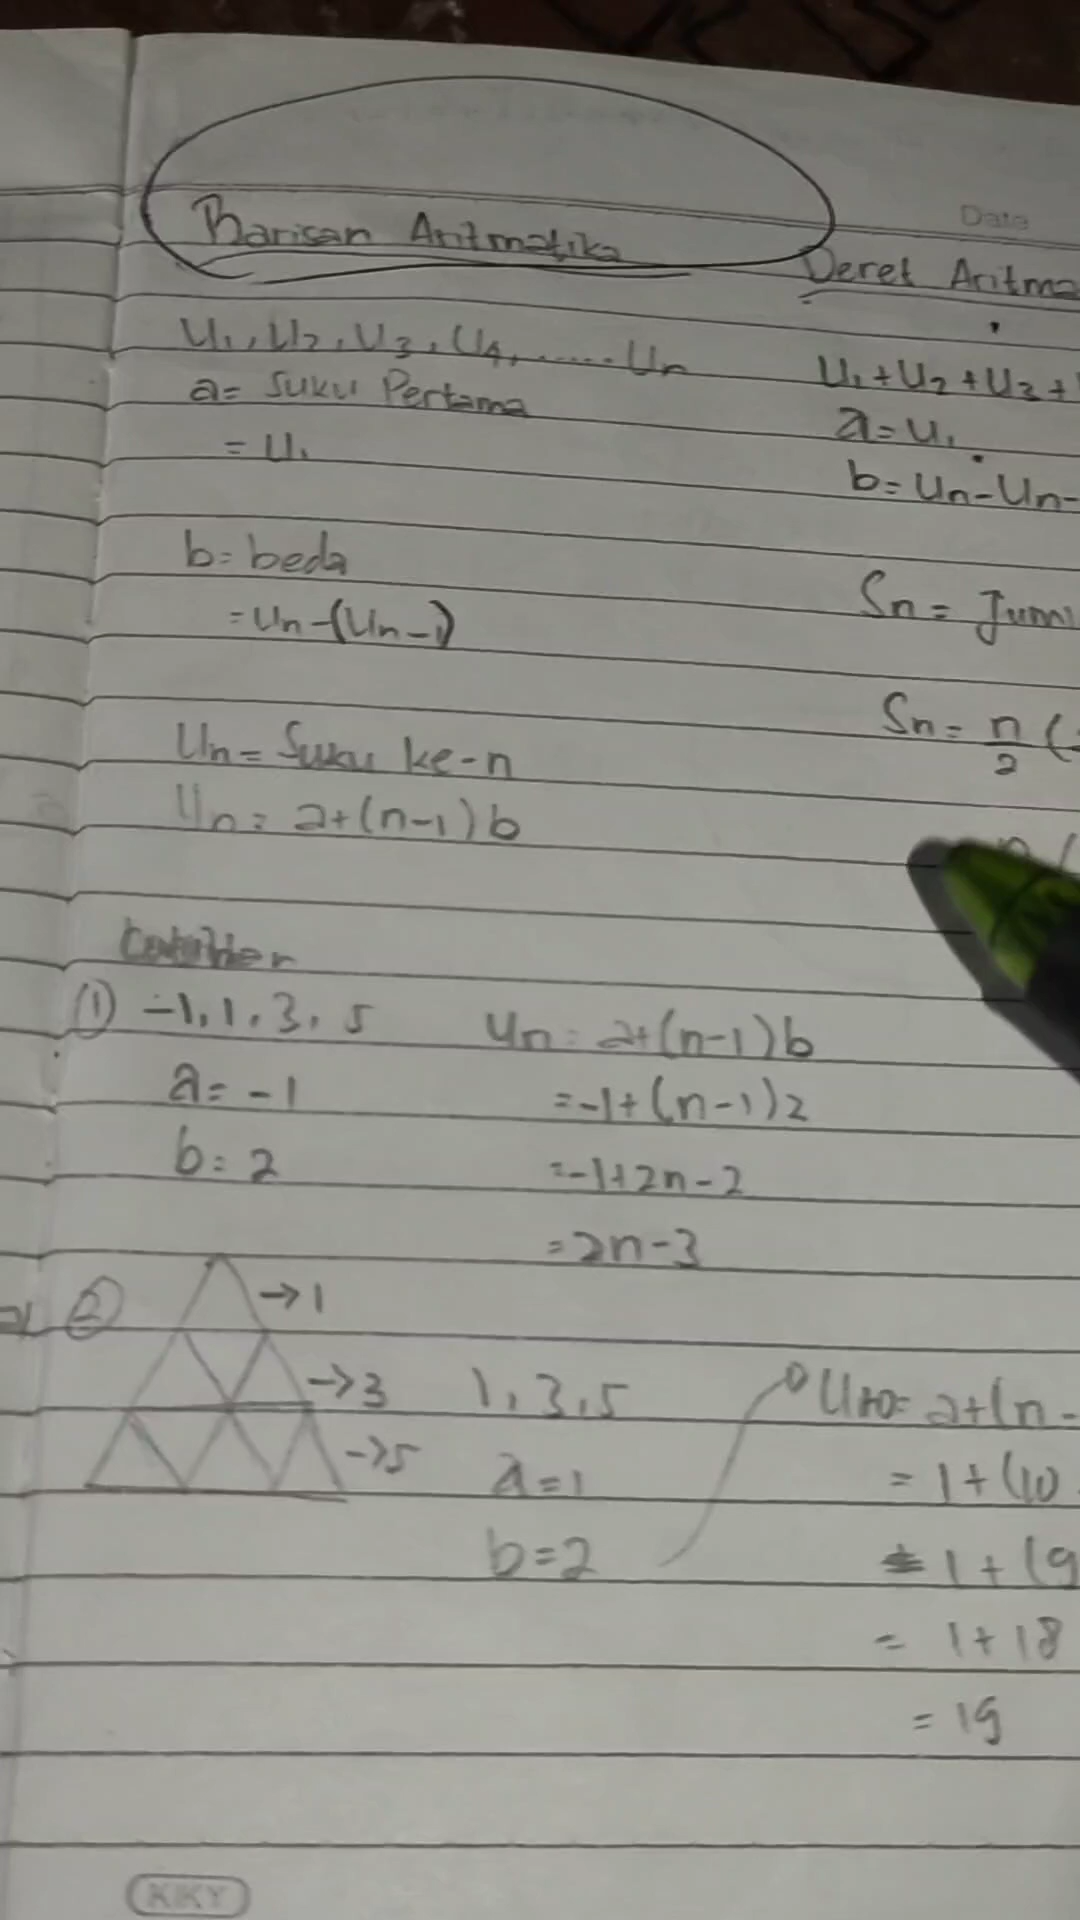 Date
Barisan Aritmatika
U1, U2, U3, U4, ...... Un
a = Suku Pertama
= U1
b = beda
= Un-(Un-1)
Un = Suku ke-n
Un = a+(n-1)b
Deret Aritma
U1+U2+U3+
a=U1
b=Un-Un-
Sn = Juml
Sn = n/2 (
① -1, 1, 3, 5
a = -1
b = 2
Un = a+(n-1)b
= -1+(n-1)2
= -1+2n-2
= 2n-3
②
→1
→3
→5
1, 3, 5
a=1
b=2
U10= a+(n-
= 1+(10
= 1+(9
= 1+18
= 19
KKY